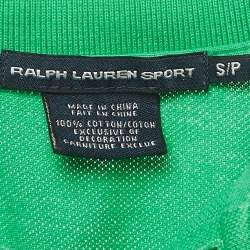 RALPH LAUREN SPORT
S/P
MADE IN CHINA
FAIT EN CHINE
100% COTTON/COTON
EXCLUSIVE OF
DECORATION
GARNITURE EXCLUE